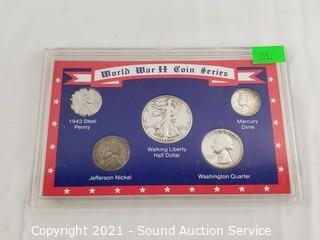 World War II Coin Series
1943 Steel
Penny
Mercury
Dime
Walking Liberty
Half Dollar
Jefferson Nickel
Washington Quarter
Copyright 2021 - Sound Auction Service